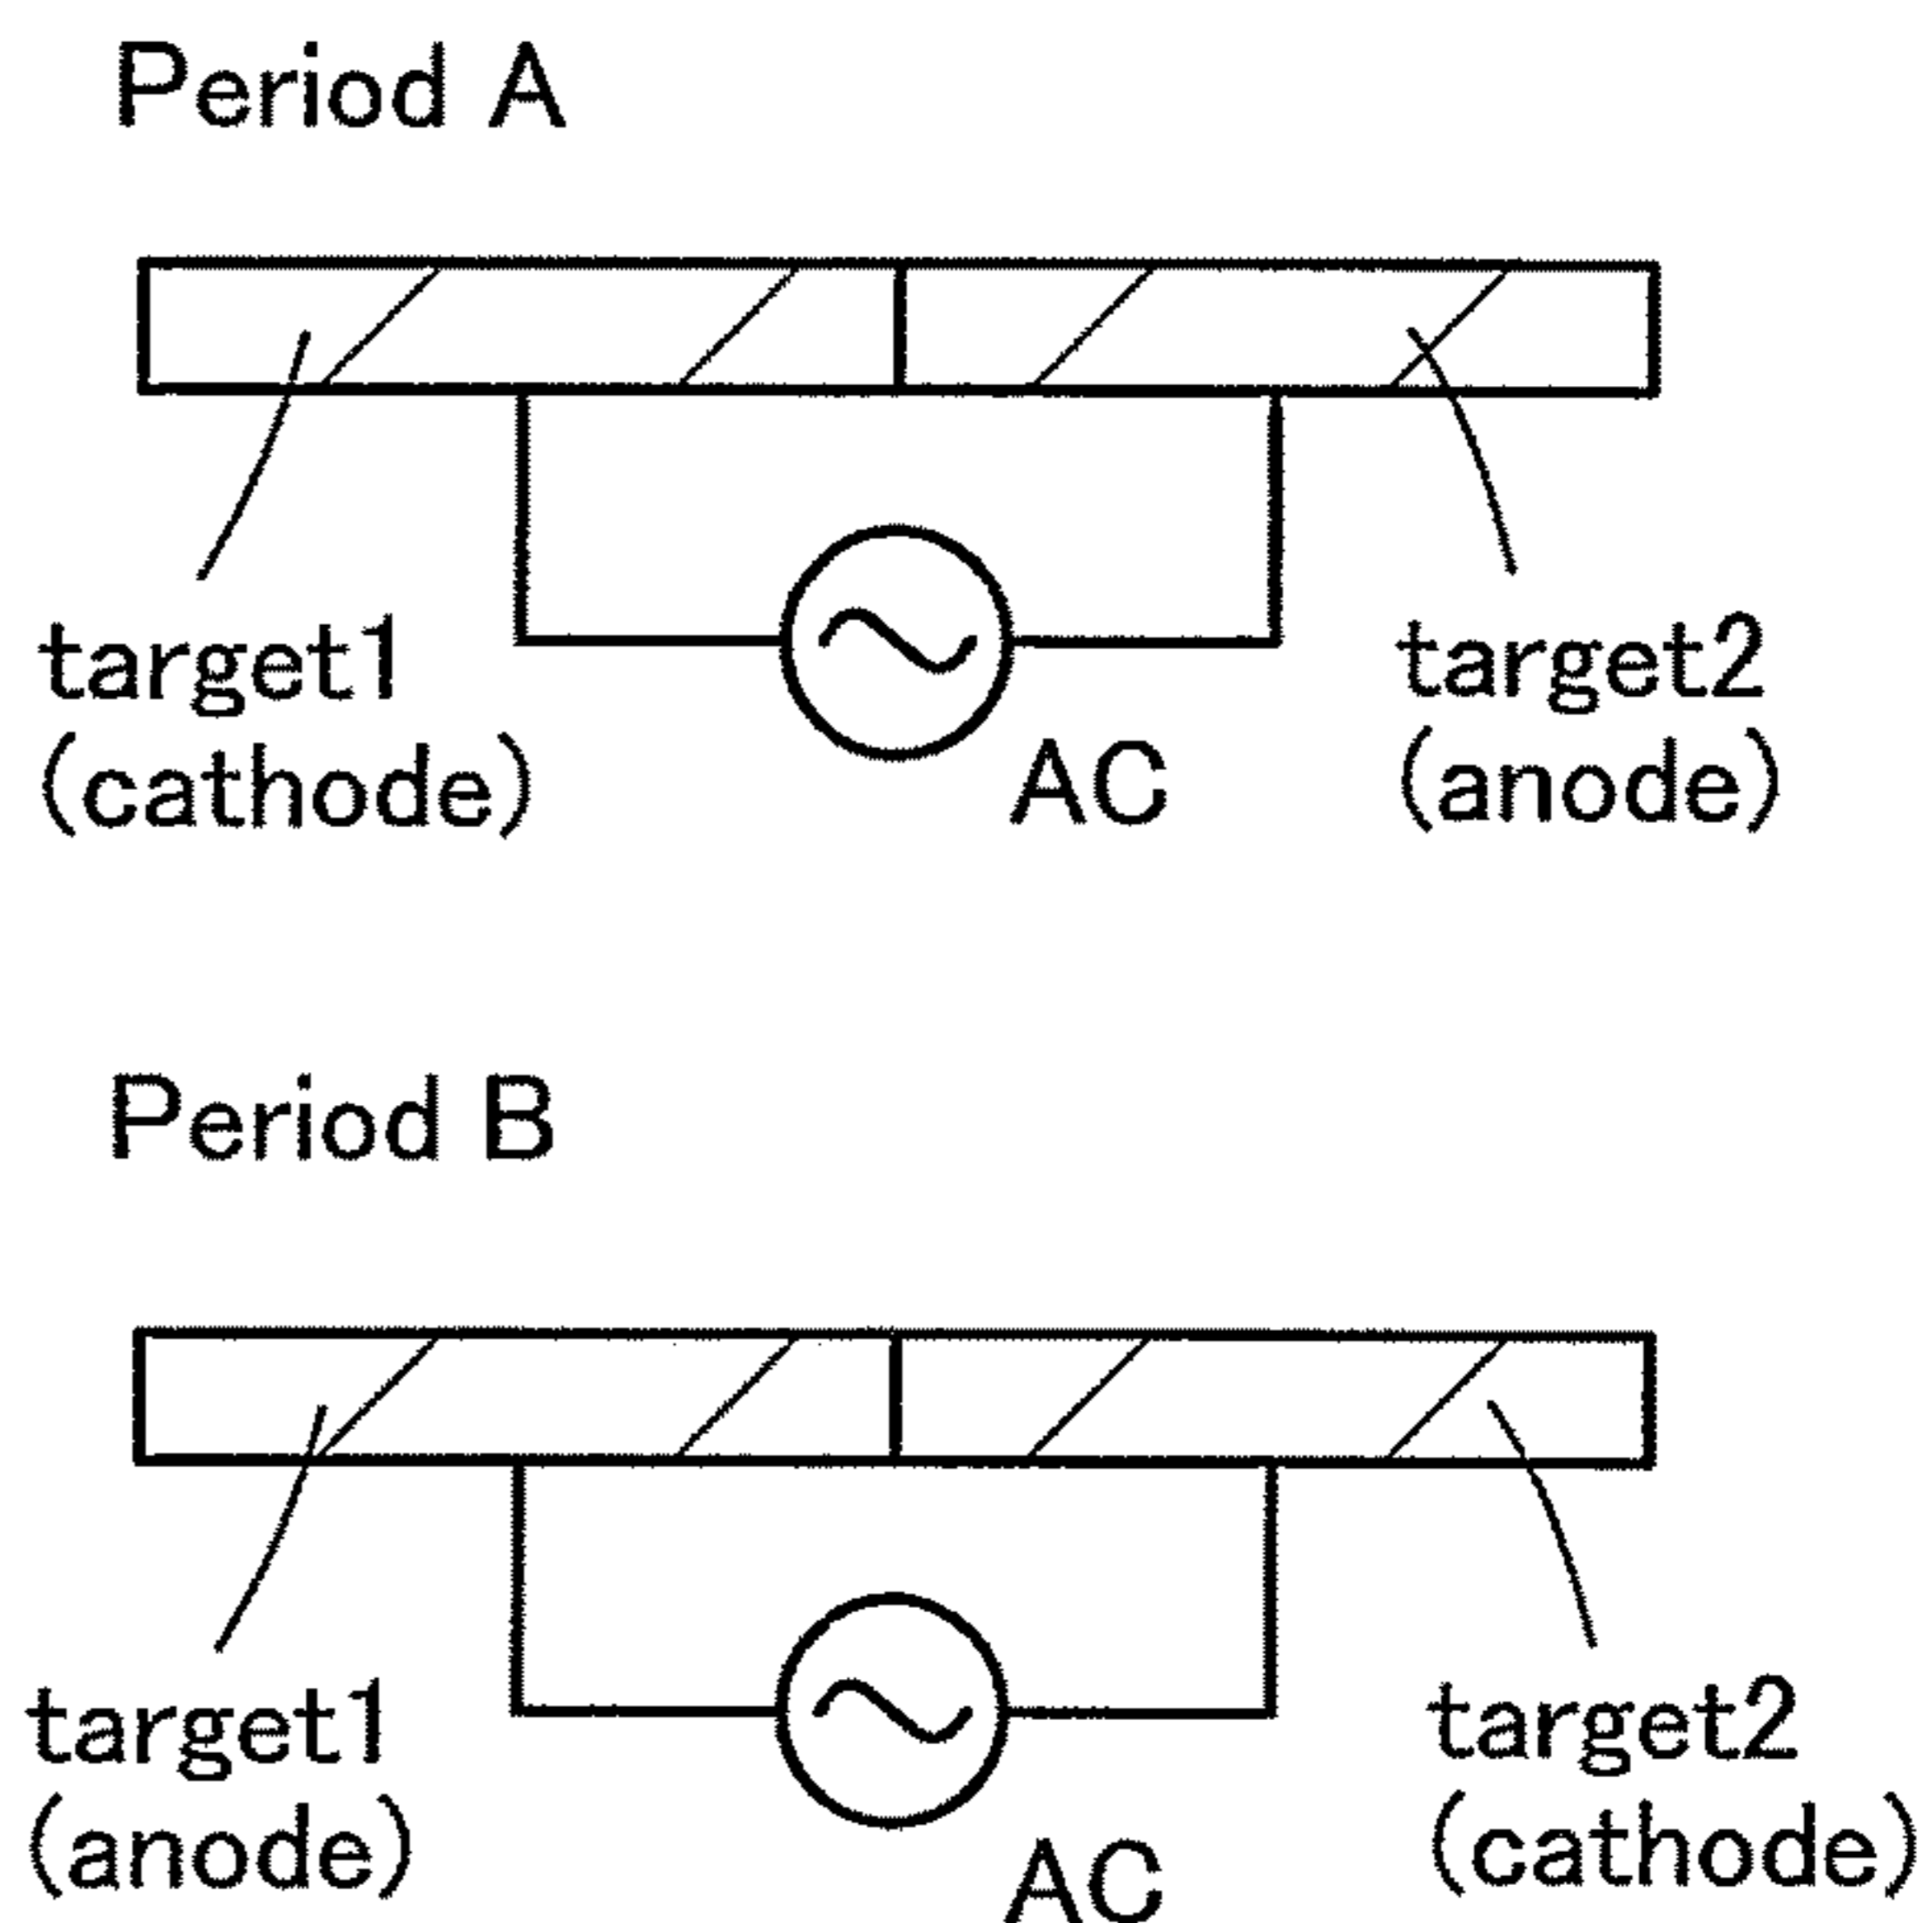 Period A
target1
(cathode)
AC
target2
(anode)
Period B
target1
(anode)
AC
target2
(cathode)